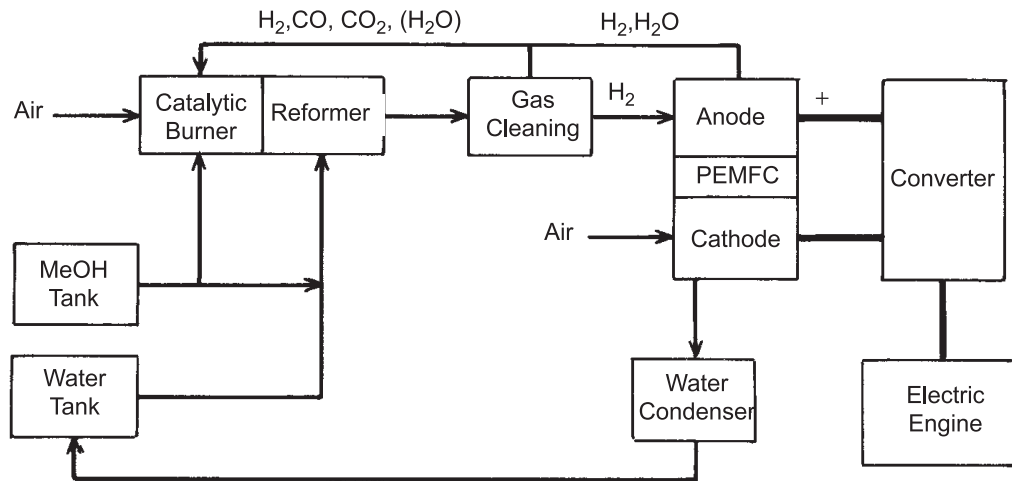 H₂,CO, CO₂, (H₂O)
H₂,H₂O
Air
Catalytic
Burner
Reformer
Gas
Cleaning
H₂
Anode
+
PEMFC
Converter
Air
Cathode
MeOH
Tank
Water
Tank
Water
Condenser
Electric
Engine